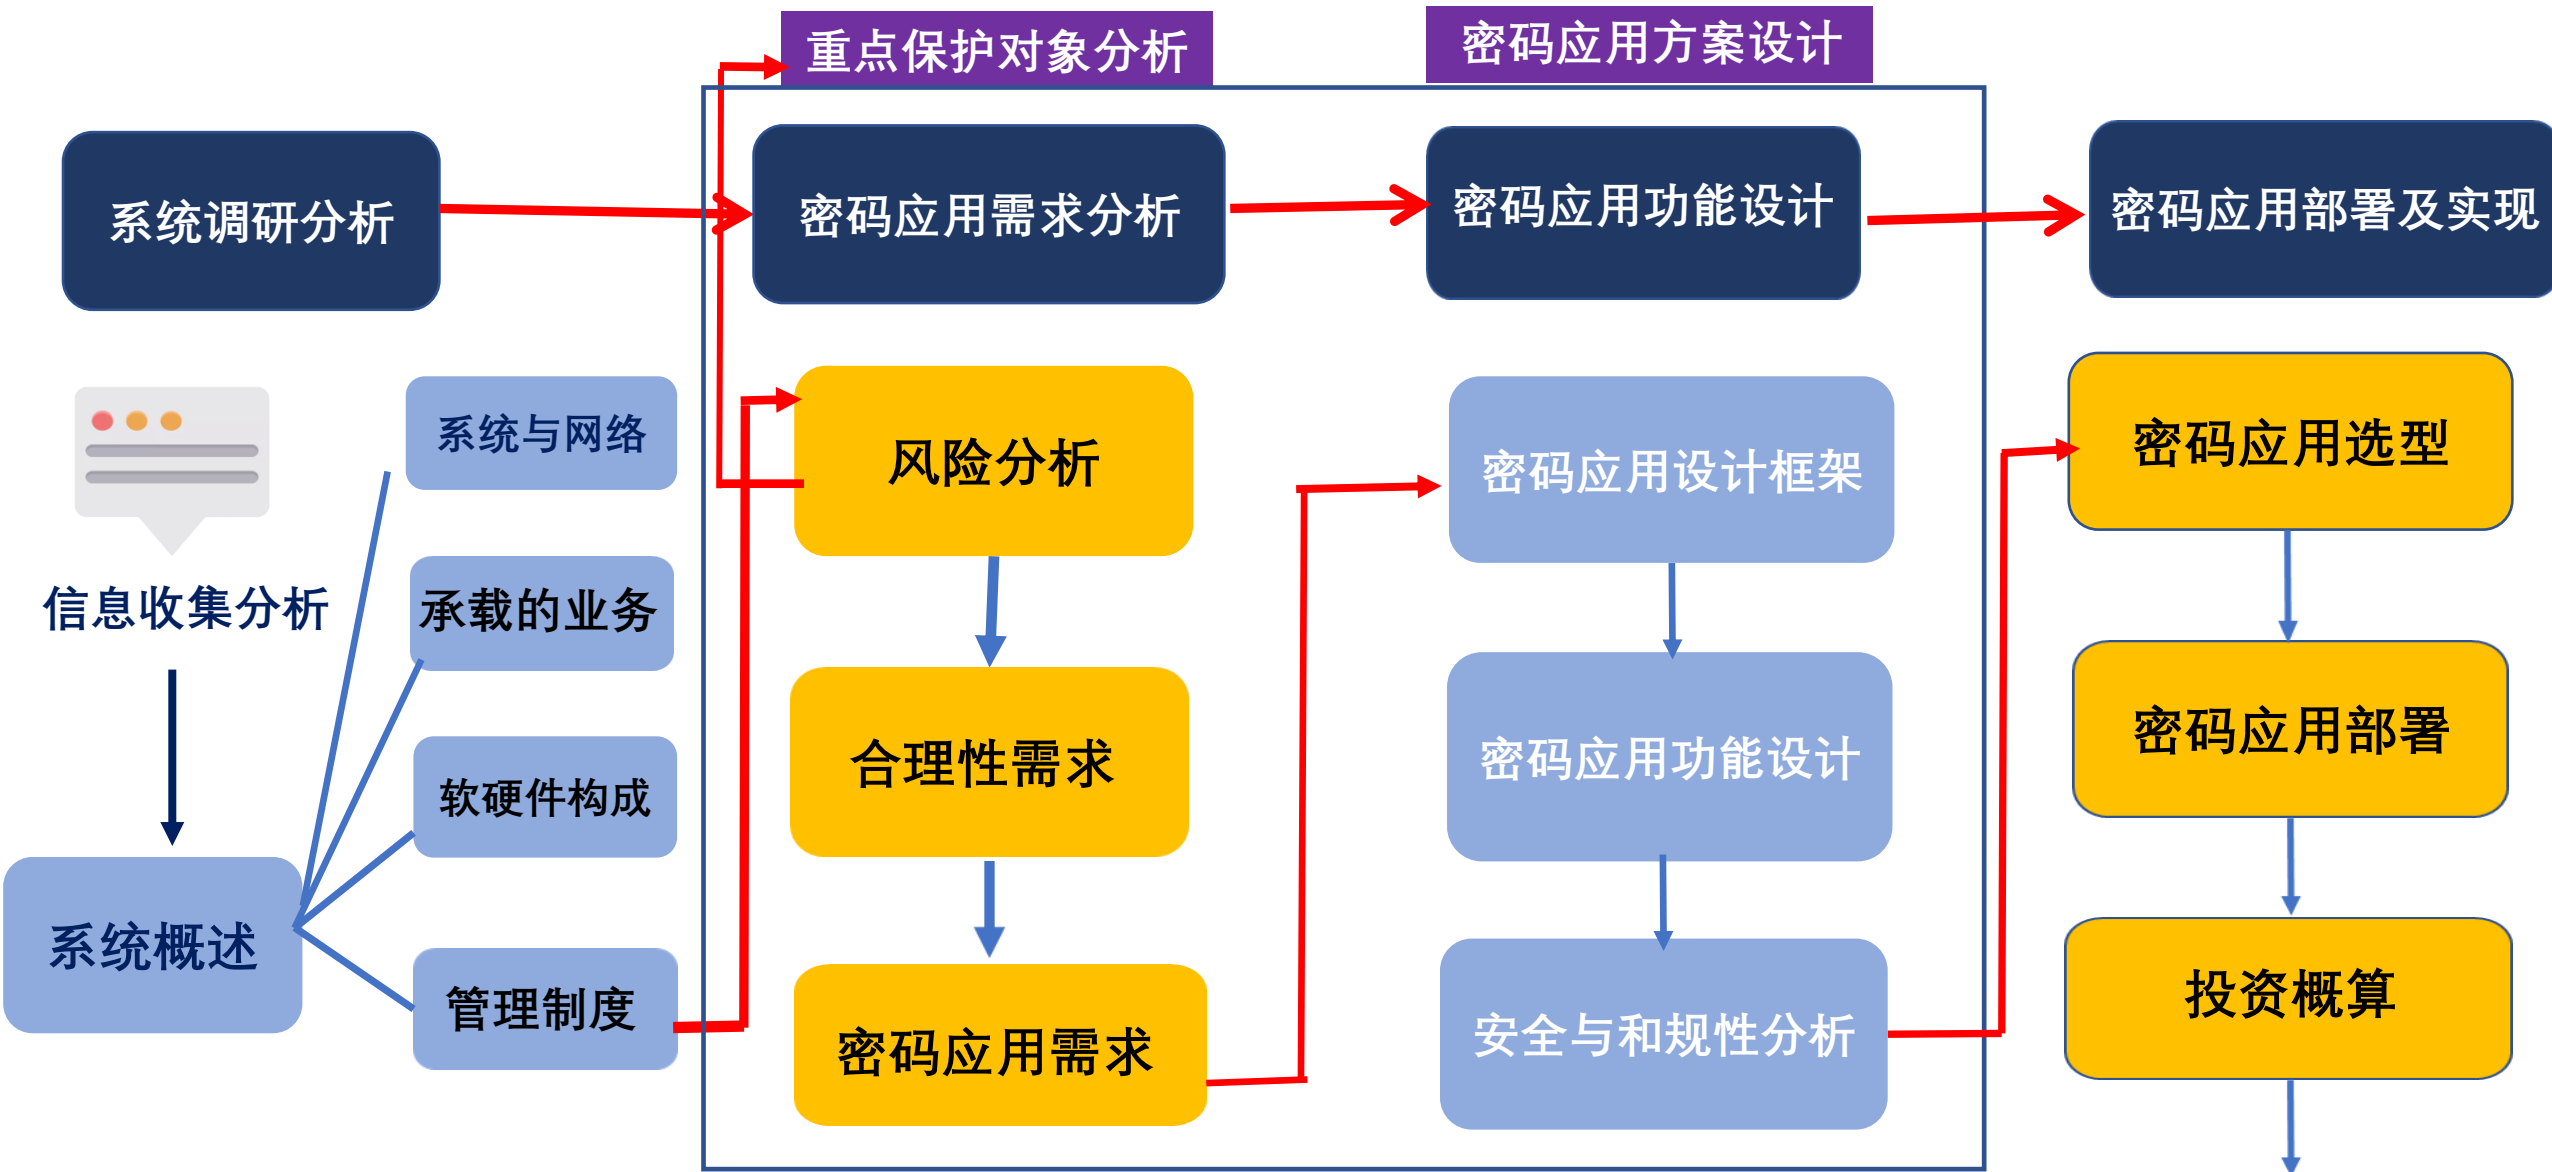 重点保护对象分析
密码应用方案设计
系统调研分析
密码应用需求分析
密码应用功能设计
密码应用部署及实现
系统与网络
信息收集分析
承载的业务
软硬件构成
系统概述
管理制度
风险分析
合理性需求
密码应用需求
密码应用设计框架
密码应用功能设计
安全与和规性分析
密码应用选型
密码应用部署
投资概算